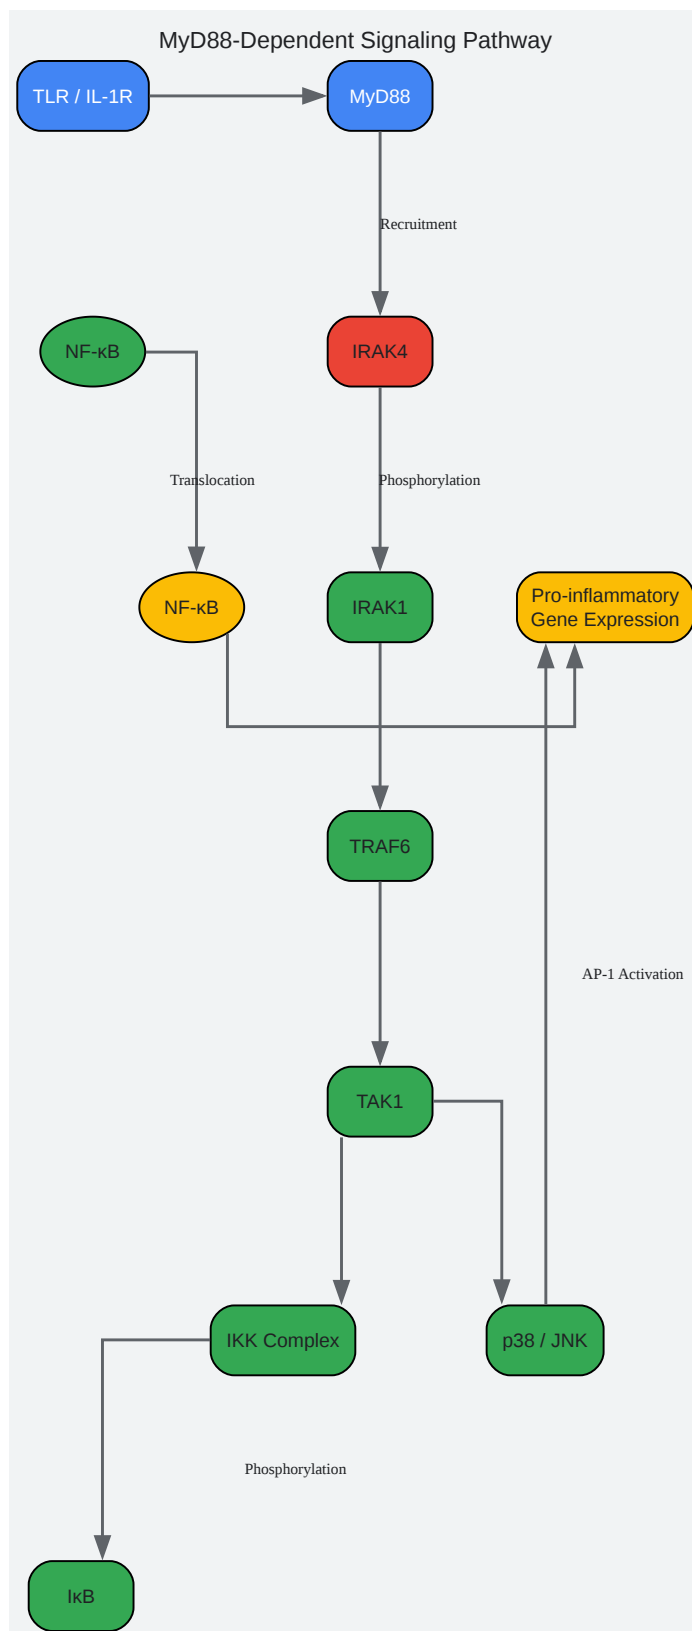 MyD88-Dependent Signaling Pathway
TLR / IL-1R
MyD88
Recruitment
NF-κB
IRAK4
Translocation
Phosphorylation
NF-κB
IRAK1
Pro-inflammatory
Gene Expression
TRAF6
AP-1 Activation
TAK1
IKK Complex
p38 / JNK
Phosphorylation
IκB